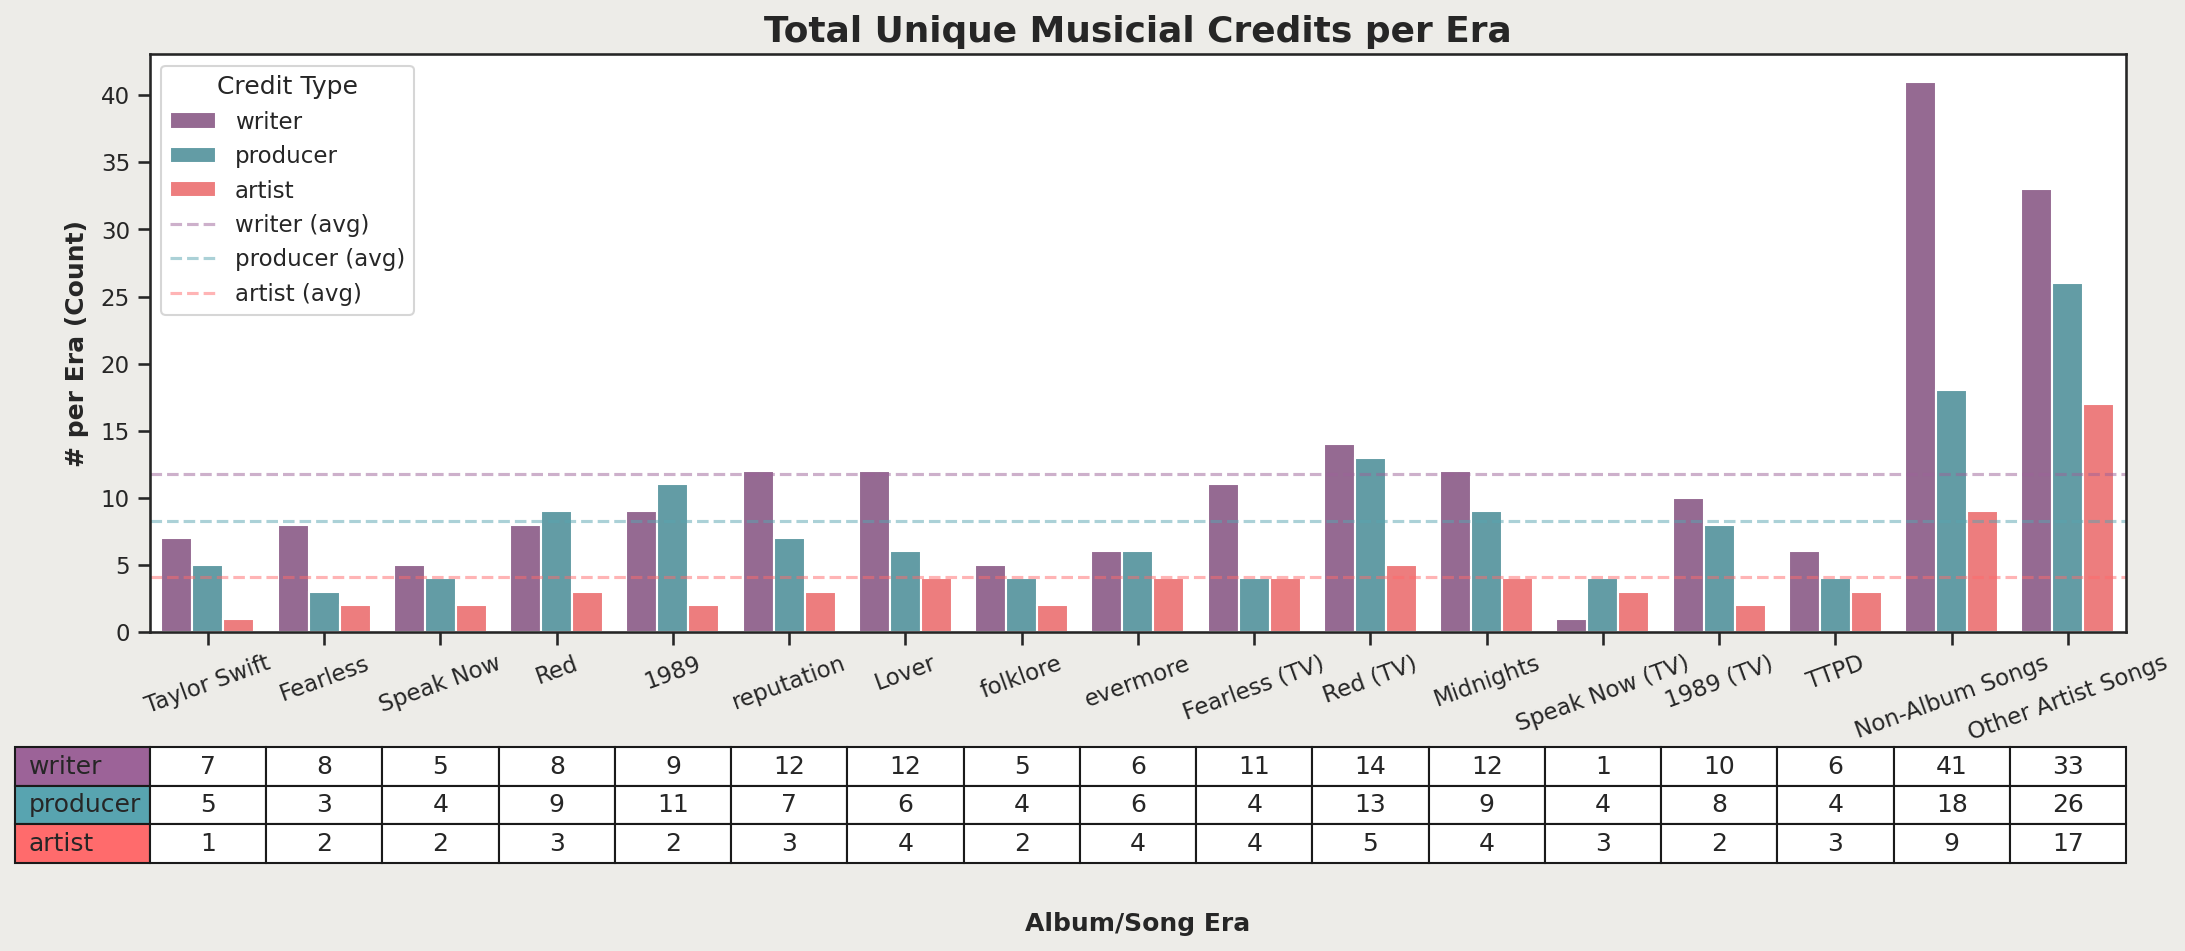 Total Unique Musicial Credits per Era
Credit Type
writer
producer
artist
writer (avg)
producer (avg)
artist (avg)
# per Era (Count)
40
35
30
25
20
15
10
5
0
Taylor Swift
Fearless
Speak Now
Red
1989
reputation
Lover
folklore
evermore
Fearless (TV)
Red (TV)
Midnights
Speak Now (TV)
1989 (TV)
TTPD
Non-Album Songs
Other Artist Songs
writer 7 8 5 8 9 12 12 5 6 11 14 12 1 10 6 41 33
producer 5 3 4 9 11 7 6 4 6 4 13 9 4 8 4 18 26
artist 1 2 2 3 2 3 4 2 4 4 5 4 3 2 3 9 17
Album/Song Era